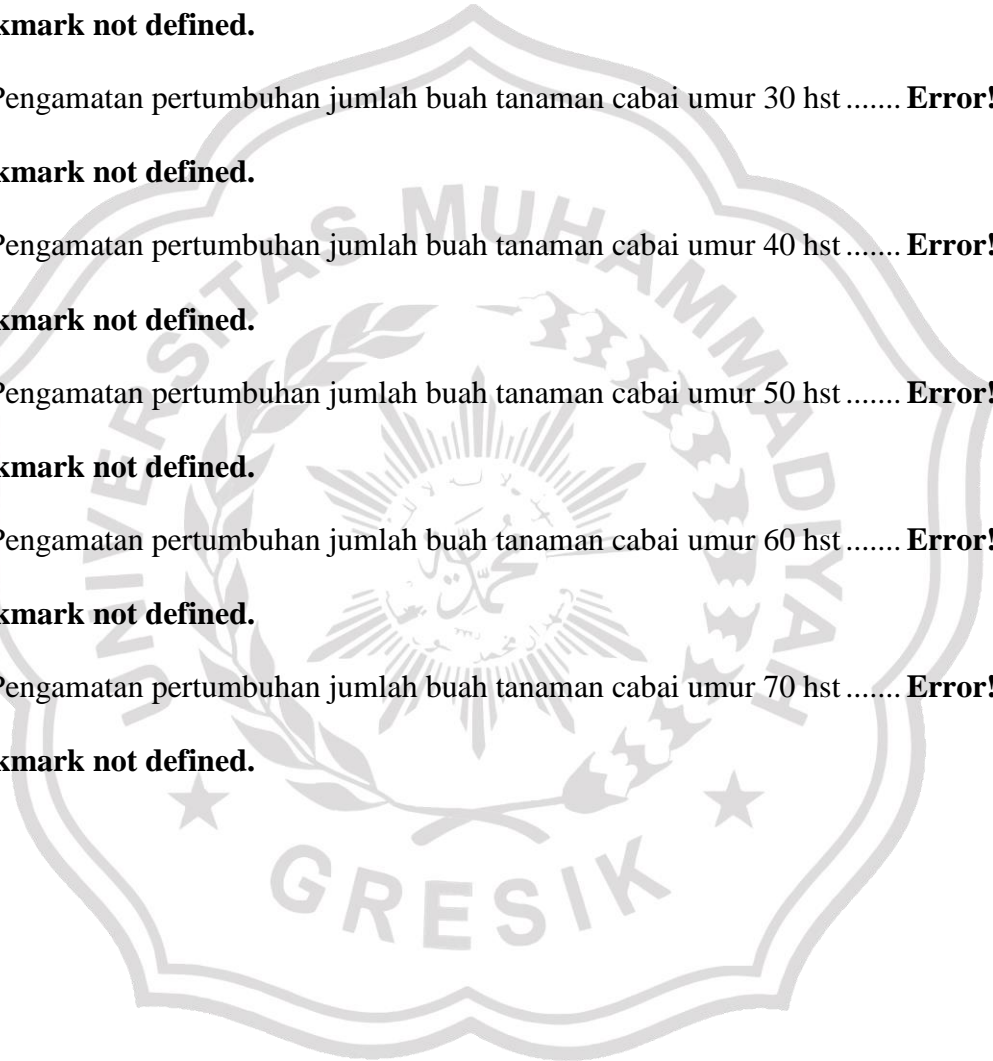 kmark not defined.
Pengamatan pertumbuhan jumlah buah tanaman cabai umur 30 hst ....... Error!
kmark not defined.
Pengamatan pertumbuhan jumlah buah tanaman cabai umur 40 hst ....... Error!
kmark not defined.
Pengamatan pertumbuhan jumlah buah tanaman cabai umur 50 hst ....... Error!
kmark not defined.
Pengamatan pertumbuhan jumlah buah tanaman cabai umur 60 hst ....... Error!
kmark not defined.
Pengamatan pertumbuhan jumlah buah tanaman cabai umur 70 hst ....... Error!
kmark not defined.
UNIVERSITAS MUHAMMADIYAH
GRESIK